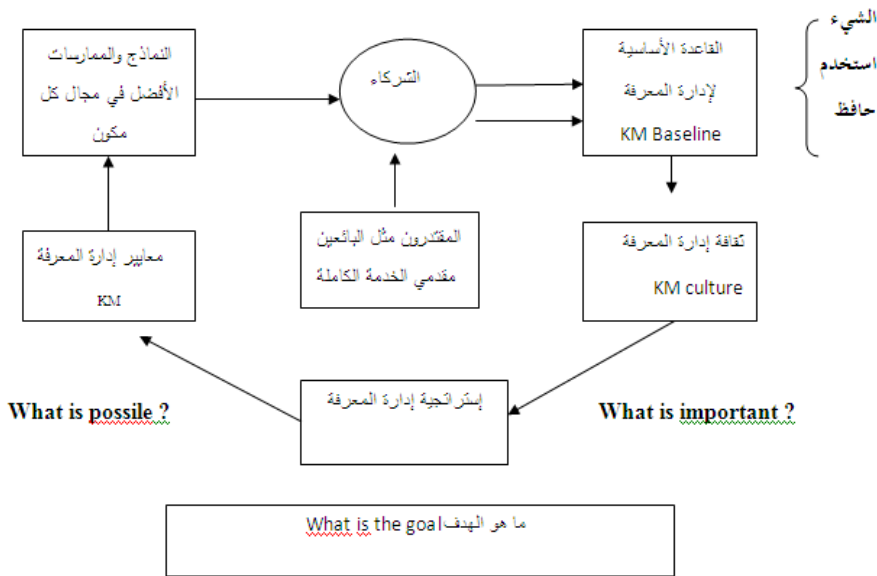 النماذج والممارسات
الأفضل في مجال كل
مكون
الشركاء
القاعدة الأساسية
لإدارة المعرفة
KM Baseline
الشيء
استخدم
حافظ
معايير إدارة المعرفة
KM
المقتدرون مثل البائعين
مقدمي الخدمة الكاملة
ثقافة إدارة المعرفة
KM culture
What is possile ?
إستراتجية إدارة المعرفة
What is important ?
What is the goal ما هو الهدف